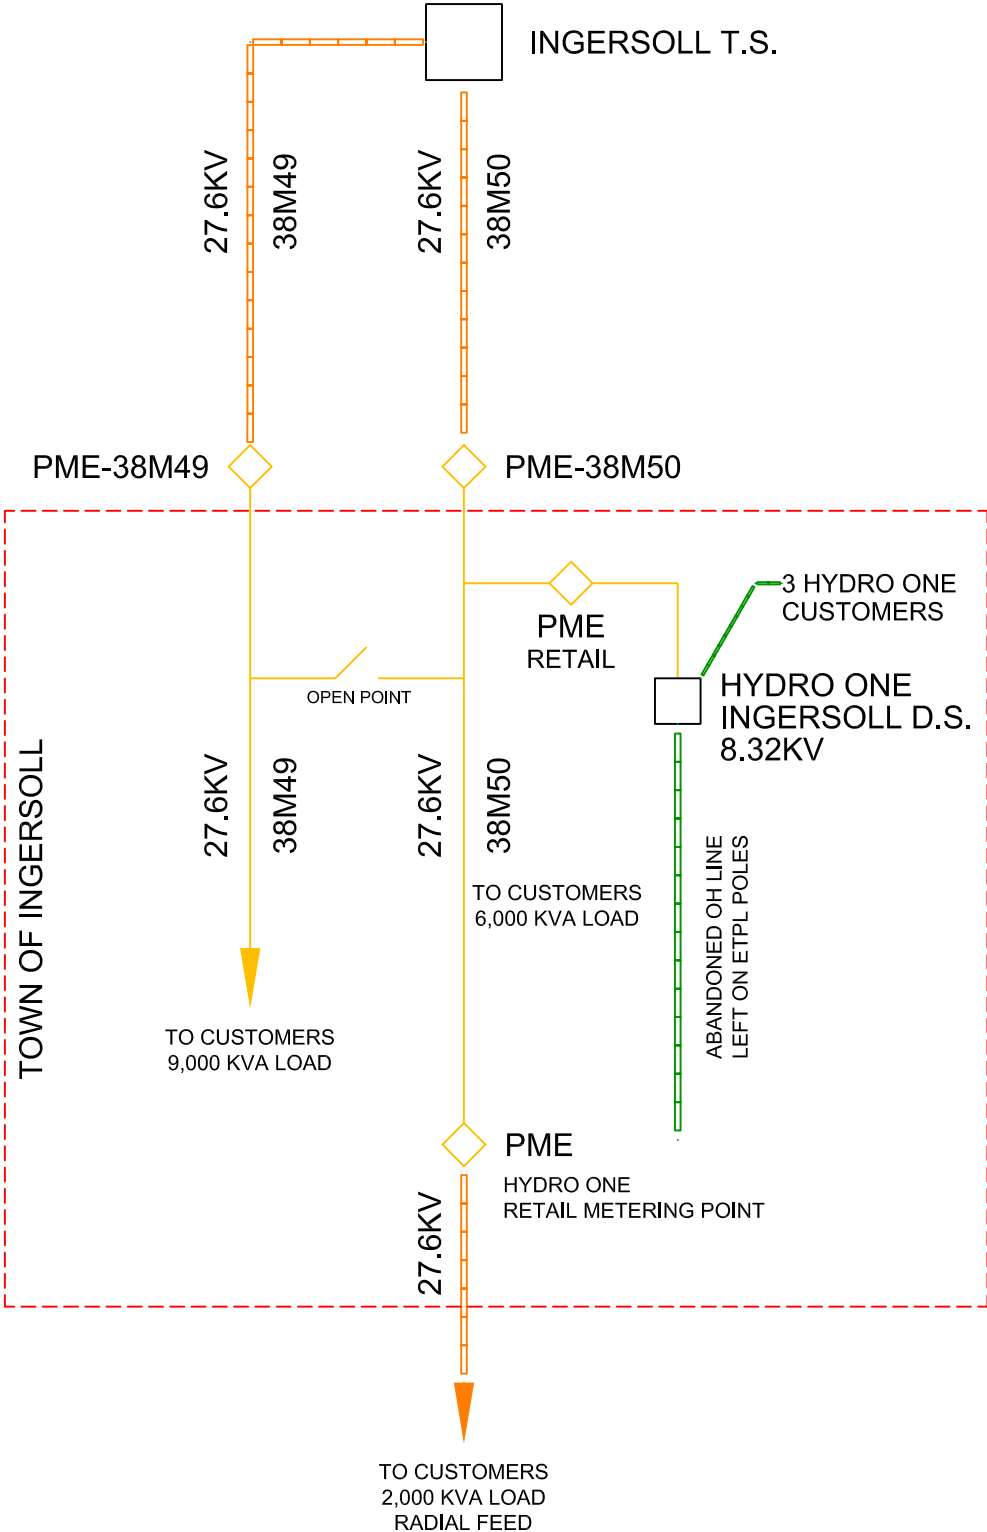 INGERSOLL T.S.
27.6KV
38M49
27.6KV
38M50
PME-38M49
PME-38M50
3 HYDRO ONE
CUSTOMERS
PME
RETAIL
OPEN POINT
HYDRO ONE
INGERSOLL D.S.
8.32KV
TOWN OF INGERSOLL
27.6KV
38M49
27.6KV
38M50
TO CUSTOMERS
6,000 KVA LOAD
ABANDONED OH LINE
LEFT ON ETPL POLES
TO CUSTOMERS
9,000 KVA LOAD
PME
HYDRO ONE
RETAIL METERING POINT
27.6KV
TO CUSTOMERS
2,000 KVA LOAD
RADIAL FEED